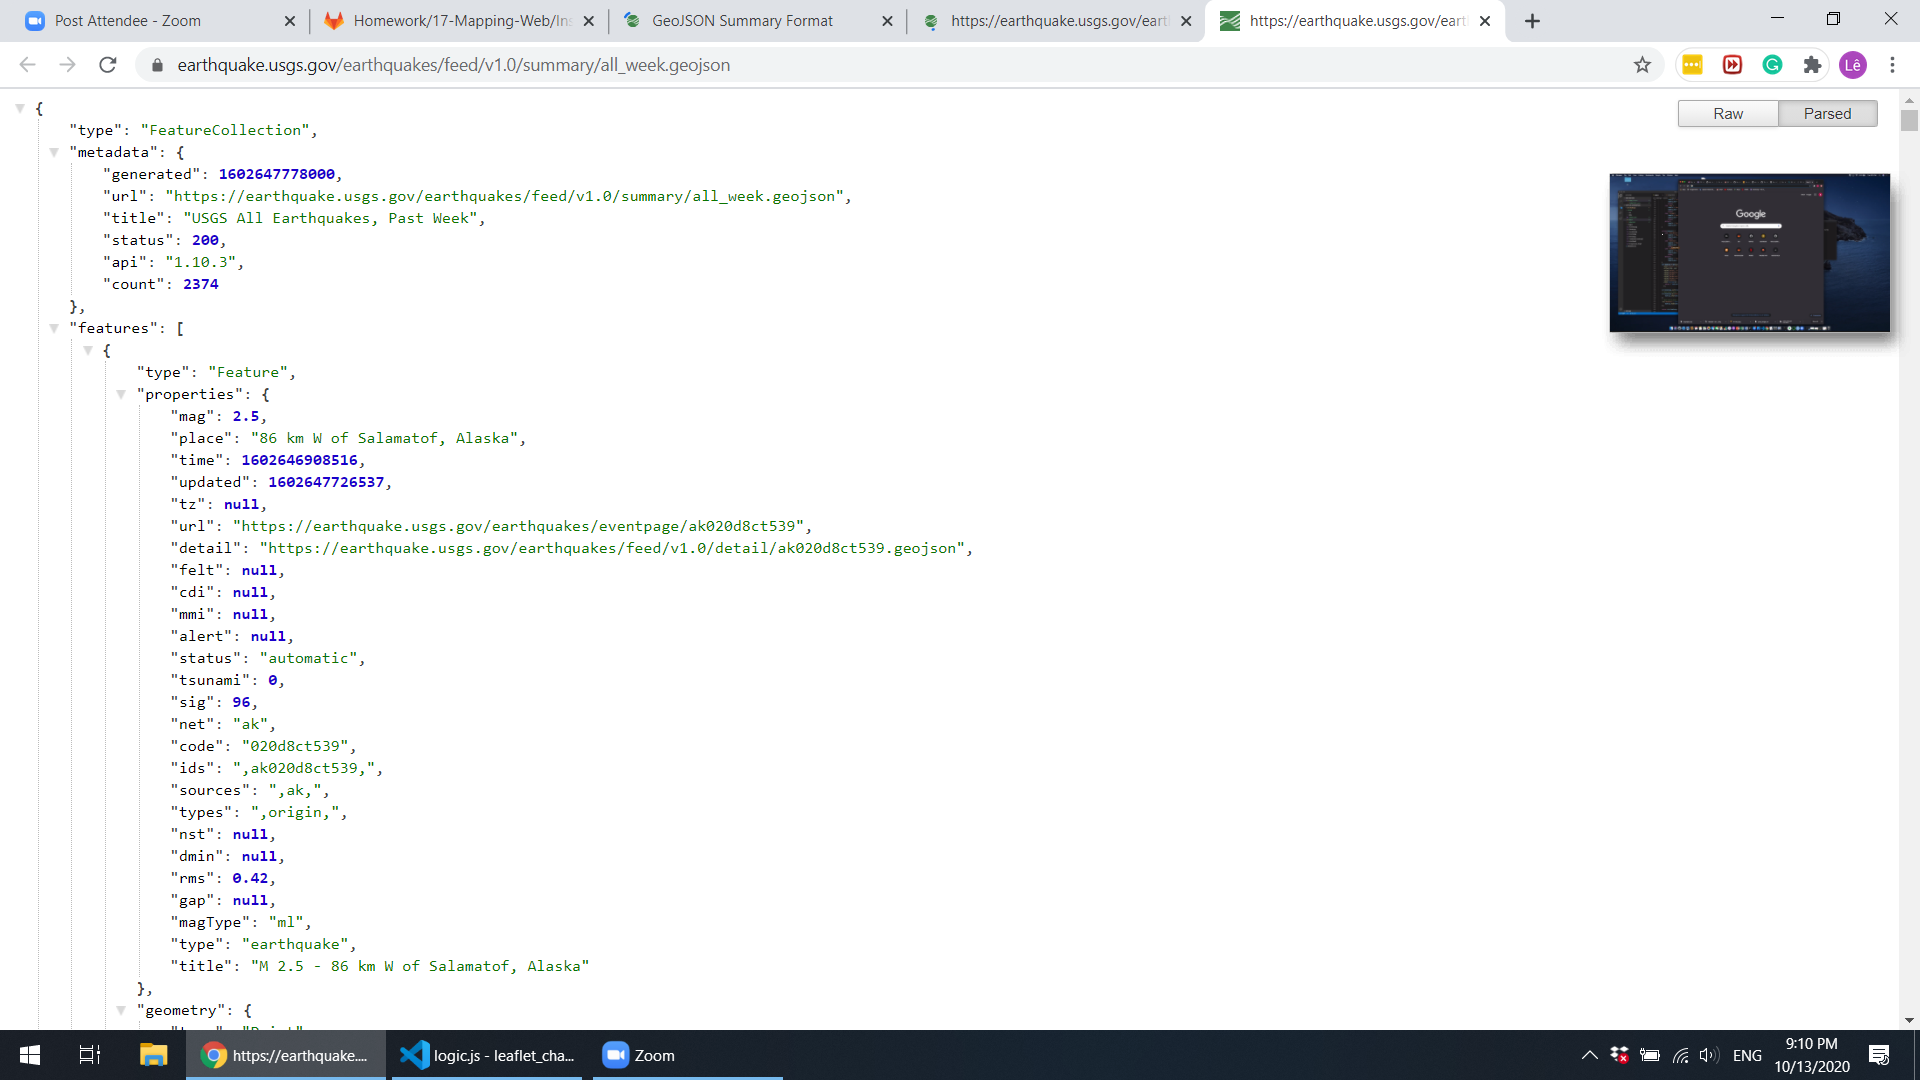 Post Attendee - Zoom
Homework/17-Mapping-Web/Ins
GeoJSON Summary Format
https://earthquake.usgs.gov/eart
https://earthquake.usgs.gov/eart
earthquake.usgs.gov/earthquakes/feed/v1.0/summary/all_week.geojson
Lê
Raw
Parsed
{
"type": "FeatureCollection",
"metadata": {
"generated": 1602647778000,
"url": "https://earthquake.usgs.gov/earthquakes/feed/v1.0/summary/all_week.geojson",
"title": "USGS All Earthquakes, Past Week",
"status": 200,
"api": "1.10.3",
"count": 2374
},
"features": [
{
"type": "Feature",
"properties": {
"mag": 2.5,
"place": "86 km W of Salamatof, Alaska",
"time": 1602646908516,
"updated": 1602647726537,
"tz": null,
"url": "https://earthquake.usgs.gov/earthquakes/eventpage/ak020d8ct539",
"detail": "https://earthquake.usgs.gov/earthquakes/feed/v1.0/detail/ak020d8ct539.geojson",
"felt": null,
"cdi": null,
"mmi": null,
"alert": null,
"status": "automatic",
"tsunami": 0,
"sig": 96,
"net": "ak",
"code": "020d8ct539",
"ids": ",ak020d8ct539,",
"sources": ",ak,",
"types": ",origin,",
"nst": null,
"dmin": null,
"rms": 0.42,
"gap": null,
"magType": "ml",
"type": "earthquake",
"title": "M 2.5 - 86 km W of Salamatof, Alaska"
},
"geometry": {
"type": "Point",
Google
https://earthquake....
logic.js - leaflet_cha...
Zoom
ENG
9:10 PM
10/13/2020